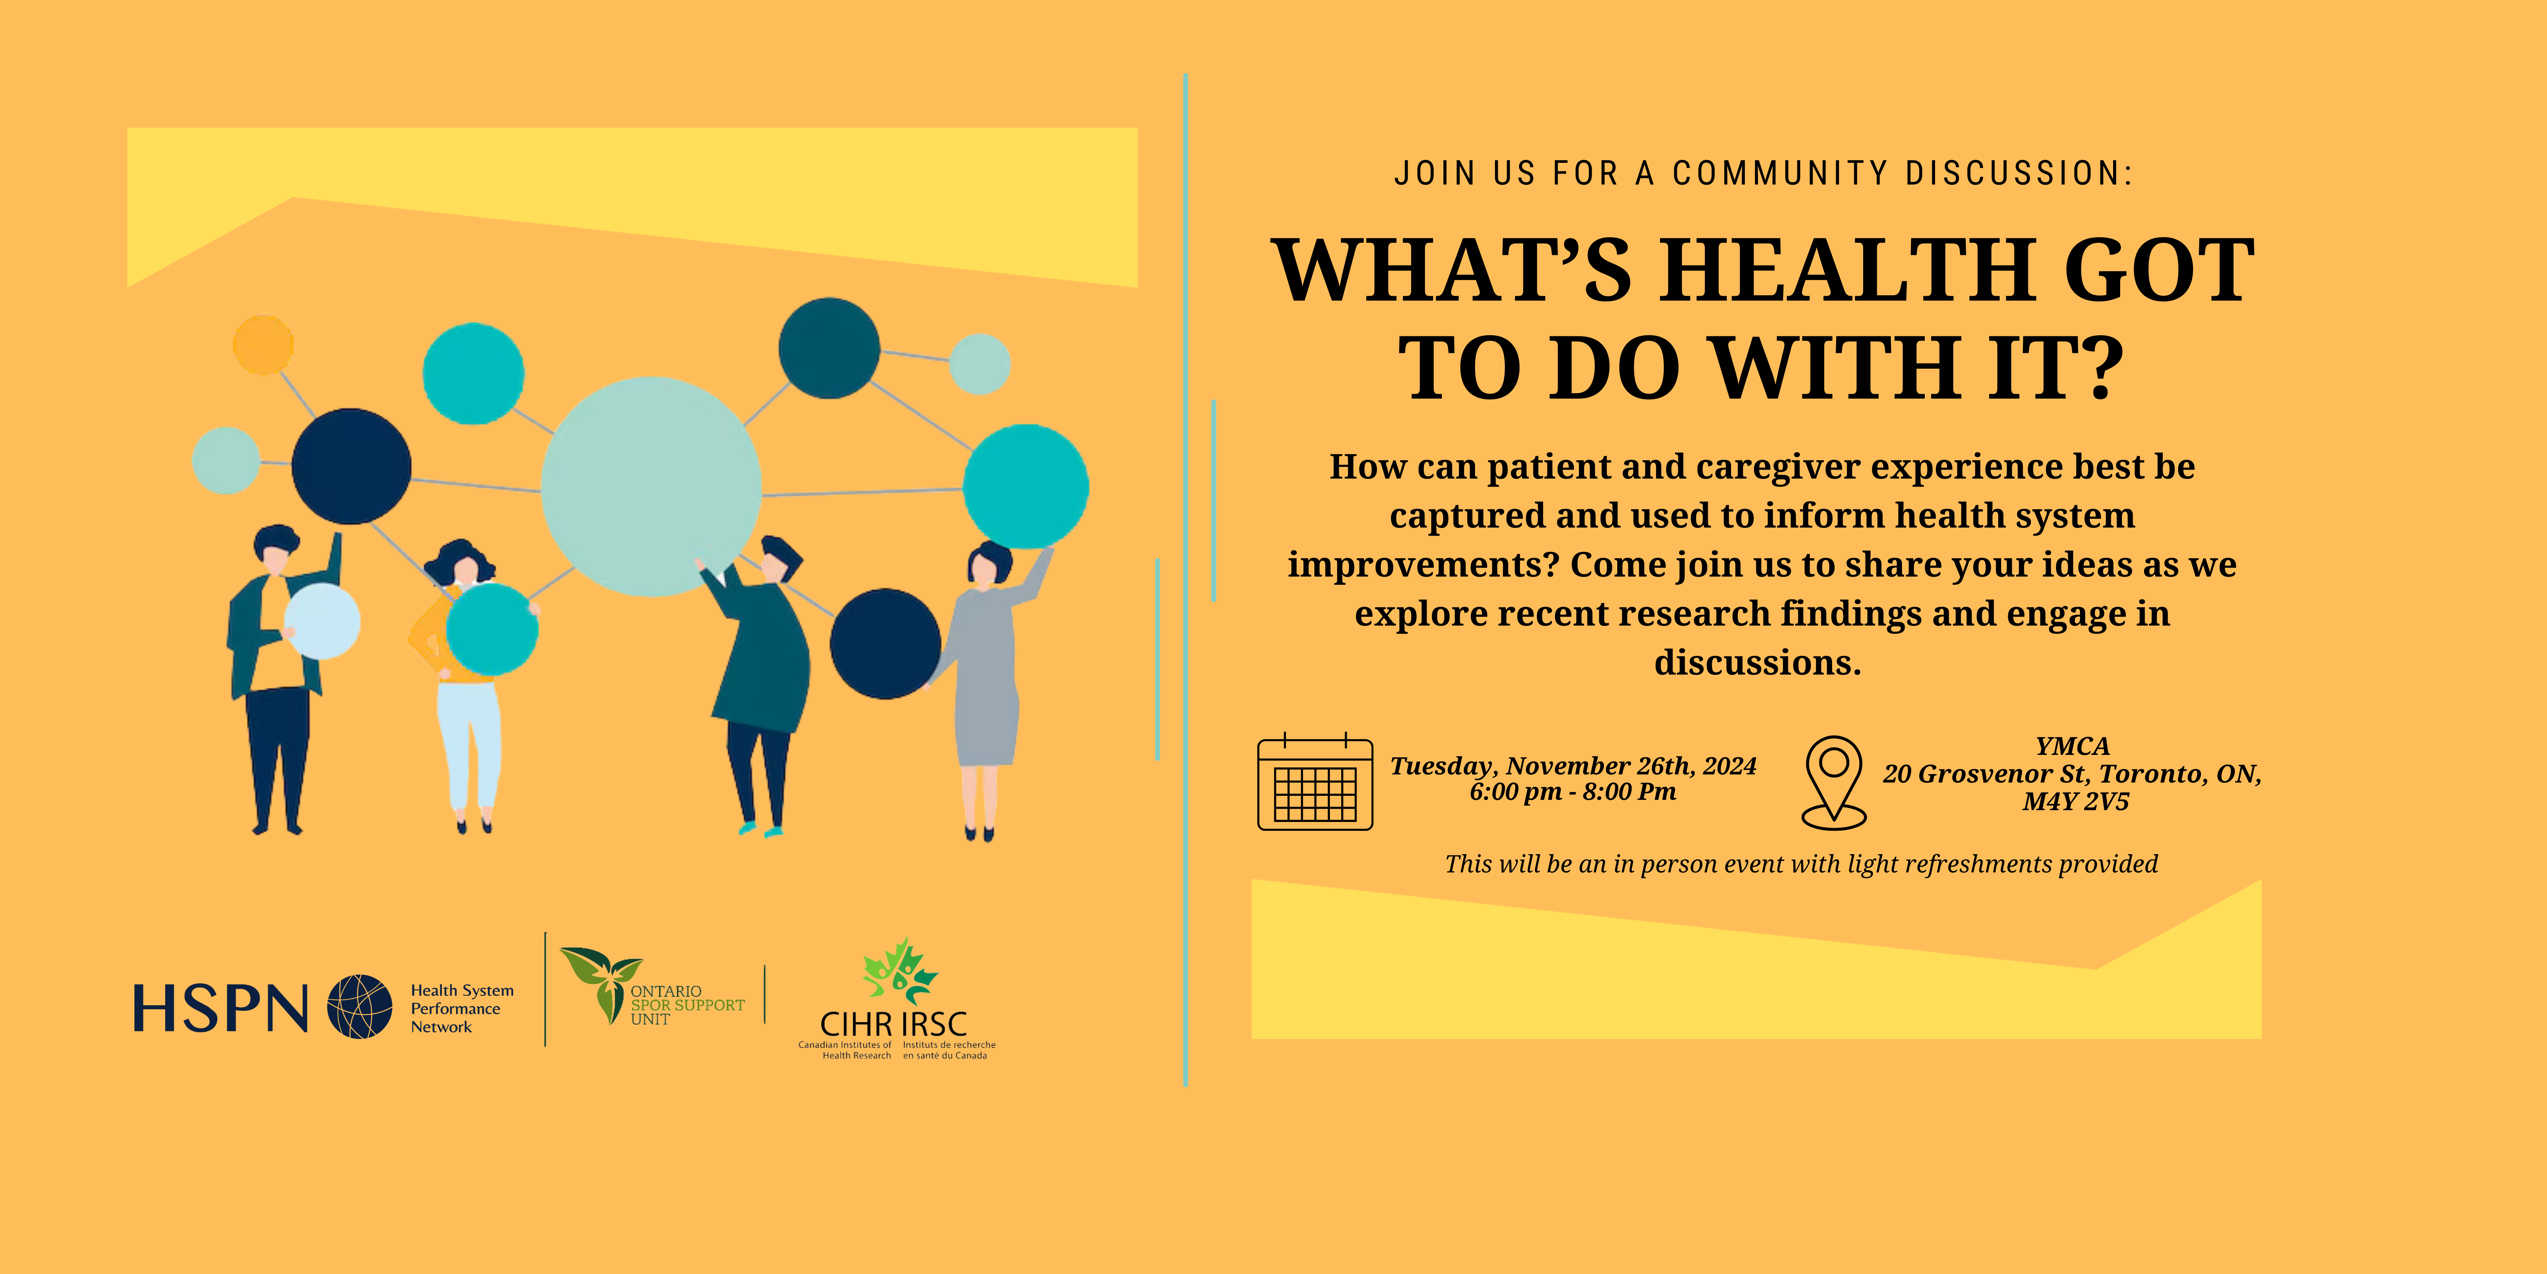 JOIN US FOR A COMMUNITY DISCUSSION:
WHAT’S HEALTH GOT
TO DO WITH IT?
How can patient and caregiver experience best be
captured and used to inform health system
improvements? Come join us to share your ideas as we
explore recent research findings and engage in
discussions.
Tuesday, November 26th, 2024
6:00 pm - 8:00 Pm
YMCA
20 Grosvenor St, Toronto, ON,
M4Y 2V5
This will be an in person event with light refreshments provided
HSPN
Health System
Performance
Network
ONTARIO
SPOR SUPPORT
UNIT
CIHR IRSC
Canadian Institutes of
Health Research
Instituts de recherche
en santé du Canada